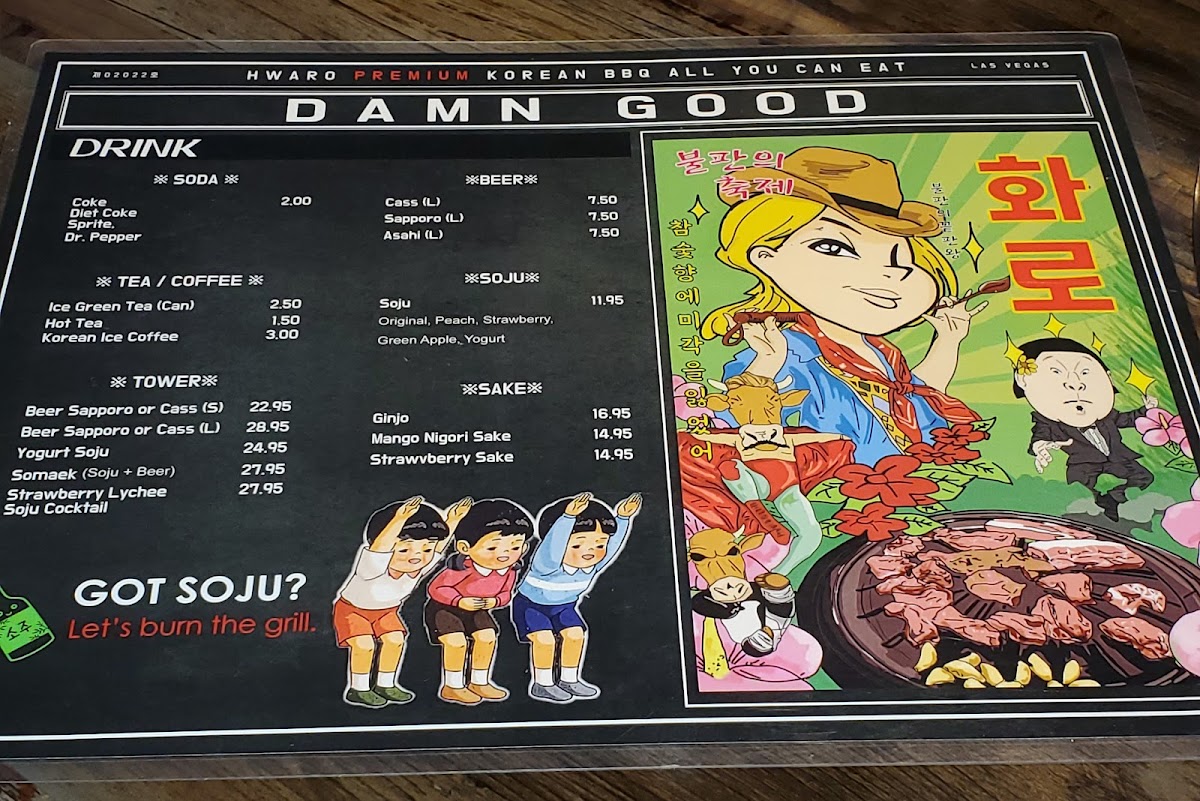 제02022호
HWARO PREMIUM KOREAN BBQ ALL YOU CAN EAT
LAS VEGAS
DAMN GOOD
DRINK
※ SODA ※
Coke 2.00
Diet Coke
Sprite,
Dr. Pepper
※ TEA / COFFEE ※
Ice Green Tea (Can) 2.50
Hot Tea 1.50
Korean Ice Coffee 3.00
※ TOWER※
Beer Sapporo or Cass (S) 22.95
Beer Sapporo or Cass (L) 28.95
Yogurt Soju 24.95
Somaek (Soju + Beer) 27.95
Strawberry Lychee 27.95
Soju Cocktail
※BEER※
Cass (L) 7.50
Sapporo (L) 7.50
Asahi (L) 7.50
※SOJU※
Soju 11.95
Original, Peach, Strawberry,
Green Apple, Yogurt
※SAKE※
Ginjo 16.95
Mango Nigori Sake 14.95
Strawvberry Sake 14.95
소주
GOT SOJU?
Let's burn the grill.
불판의
축제
참숯향에미각을잃었어
화로